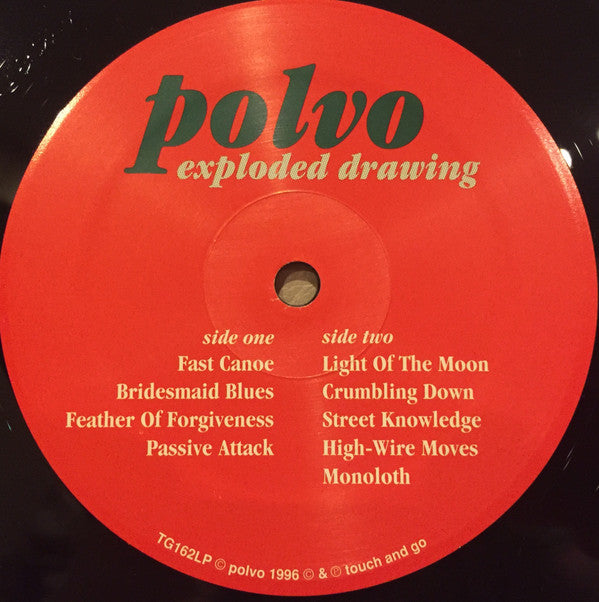 polvo
exploded drawing
side one
Fast Canoe
Bridesmaid Blues
Feather Of Forgiveness
Passive Attack
side two
Light Of The Moon
Crumbling Down
Street Knowledge
High-Wire Moves
Monoloth
TG162LP © polvo 1996 © & ℗ touch and go